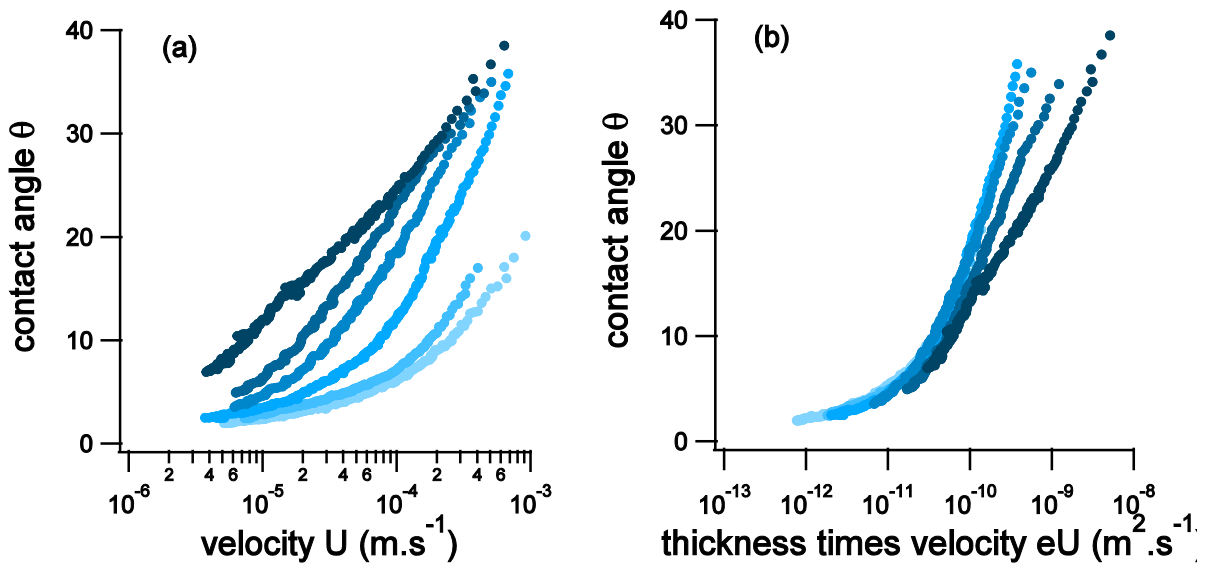 (a)
contact angle θ
40
30
20
10
0
2 4 6 2 4 6 2 4 6
10-6 10-5 10-4 10-3
velocity U (m.s-1)
(b)
contact angle θ
40
30
20
10
0
10-13 10-12 10-11 10-10 10-9 10-8
thickness times velocity eU (m2.s-1